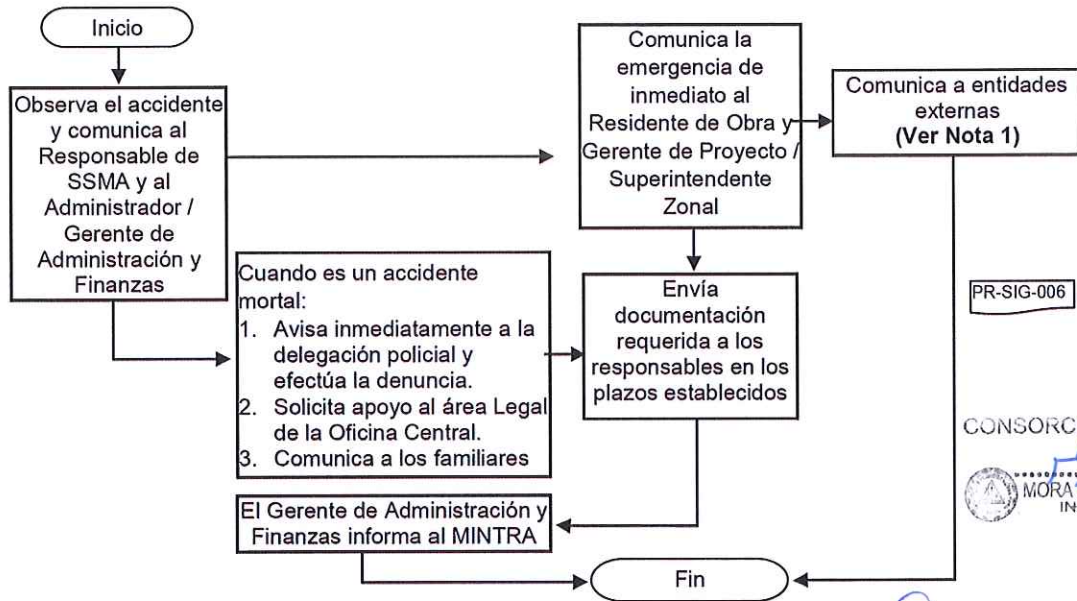 Inicio
Observa el accidente
y comunica al
Responsable de
SSMA y al
Administrador /
Gerente de
Administración y
Finanzas
Comunica la
emergencia de
inmediato al
Residente de Obra y
Gerente de Proyecto /
Superintendente
Zonal
Comunica a entidades
externas
(Ver Nota 1)
Cuando es un accidente
mortal:
1. Avisa inmediatamente a la
delegación policial y
efectúa la denuncia.
2. Solicita apoyo al área Legal
de la Oficina Central.
3. Comunica a los familiares
Envía
documentación
requerida a los
responsables en los
plazos establecidos
PR-SIG-006
CONSORC
MORA
IN
El Gerente de Administración y
Finanzas informa al MINTRA
Fin